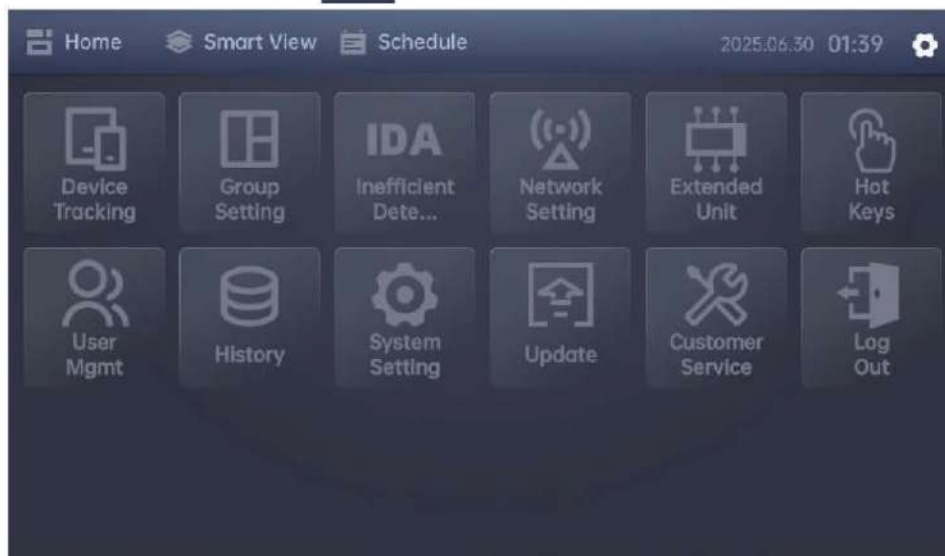 Home Smart View Schedule 2025.06.30 01:39
Device
Tracking
Group
Setting
IDA
Inefficient
Dete...
Network
Setting
Extended
Unit
Hot
Keys
User
Mgmt
History
System
Setting
Update
Customer
Service
Log
Out